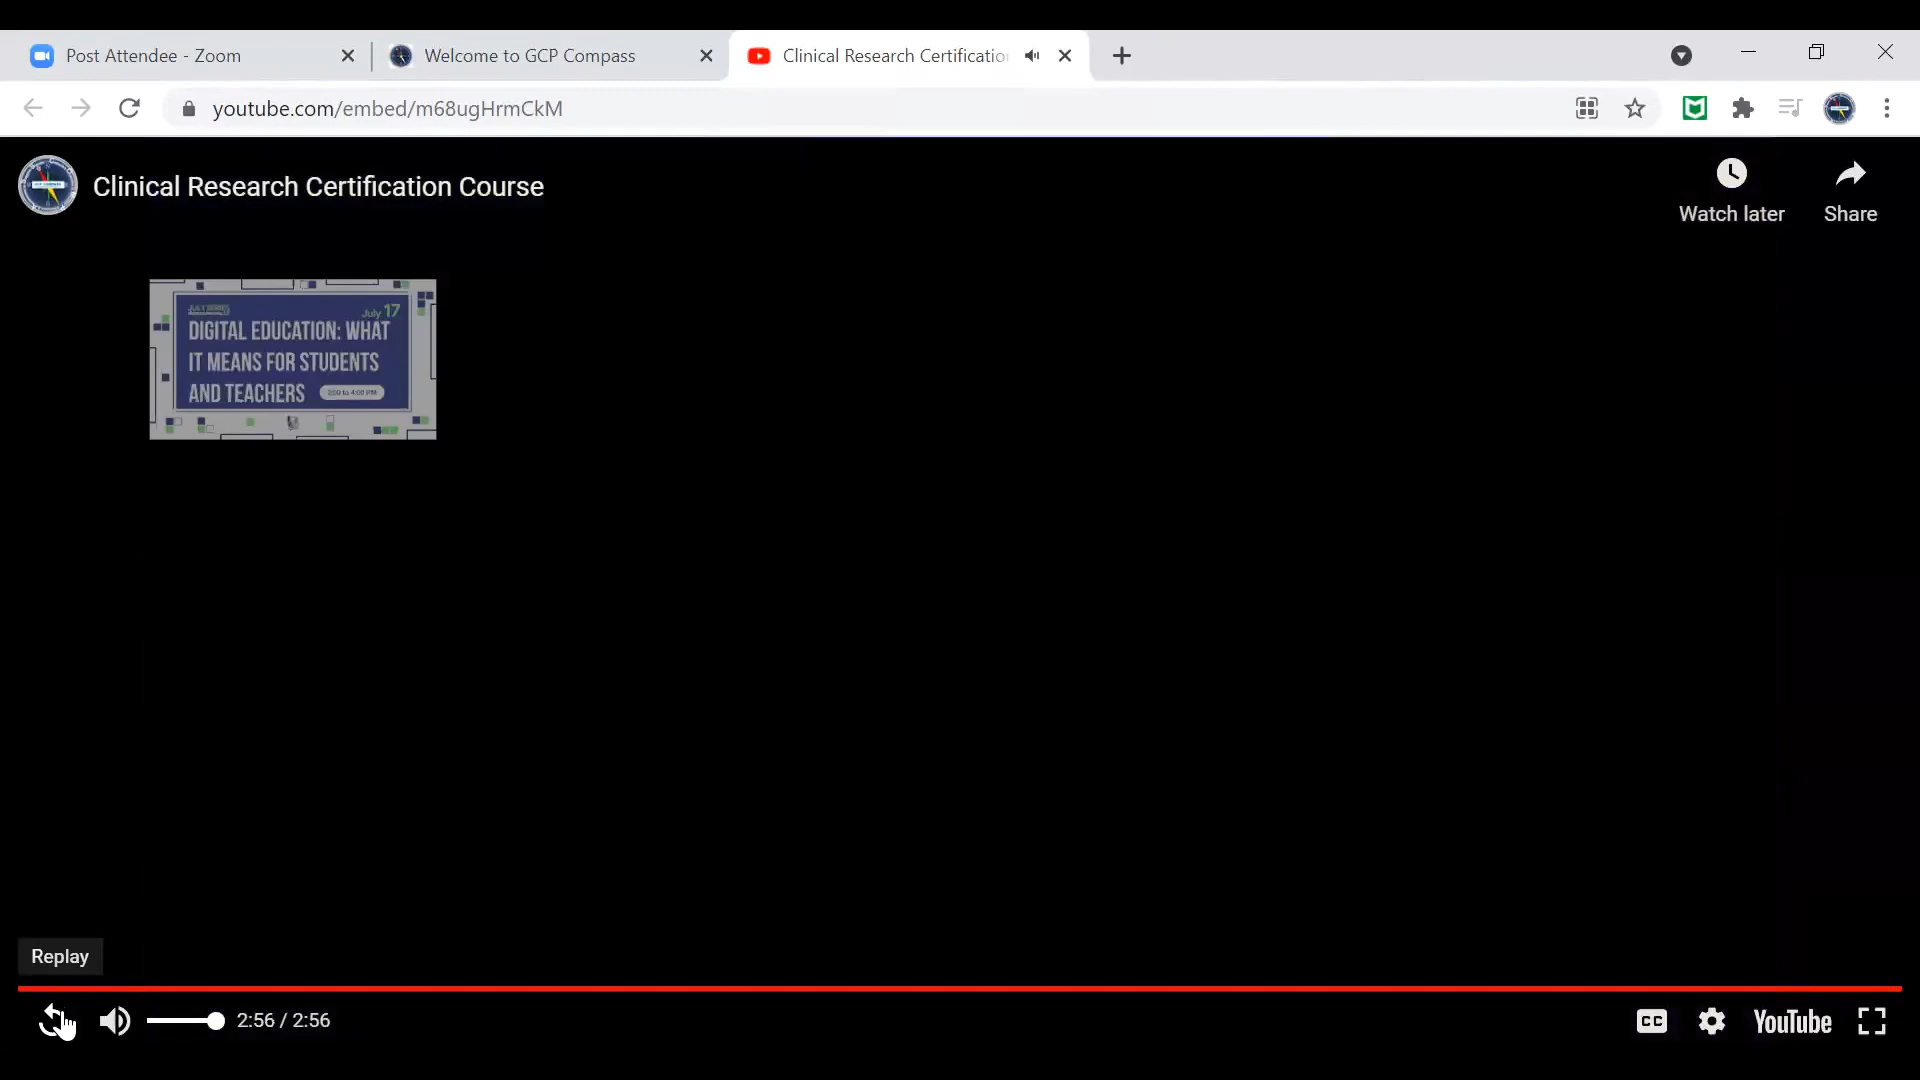 Post Attendee - Zoom
Welcome to GCP Compass
Clinical Research Certificatio
youtube.com/embed/m68ugHrmCkM
Clinical Research Certification Course
Watch later
Share
July 17
DIGITAL EDUCATION: WHAT
IT MEANS FOR STUDENTS
AND TEACHERS
Replay
2:56 / 2:56
CC
YouTube